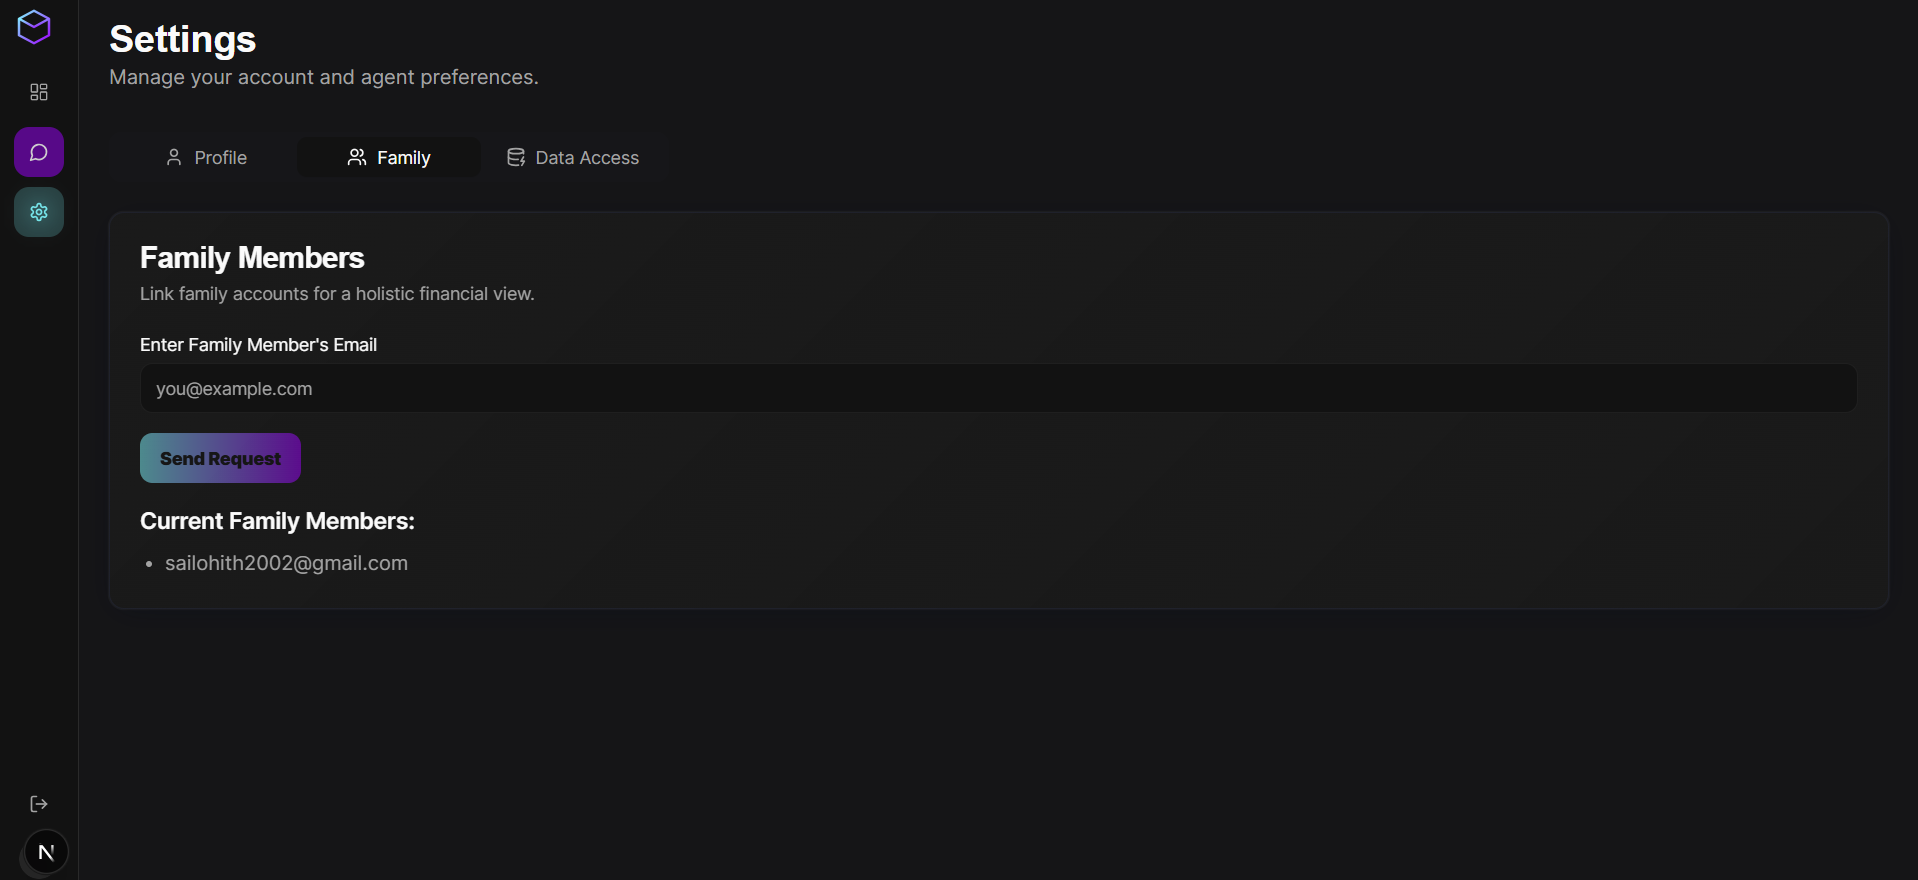 Settings
Manage your account and agent preferences.
Profile
Family
Data Access
Family Members
Link family accounts for a holistic financial view.
Enter Family Member's Email
you@example.com
Send Request
Current Family Members:
• sailohith2002@gmail.com
N